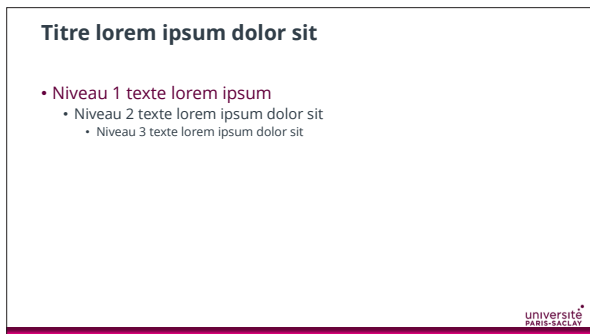 Titre lorem ipsum dolor sit
• Niveau 1 texte lorem ipsum
• Niveau 2 texte lorem ipsum dolor sit
• Niveau 3 texte lorem ipsum dolor sit
université
PARIS-SACLAY